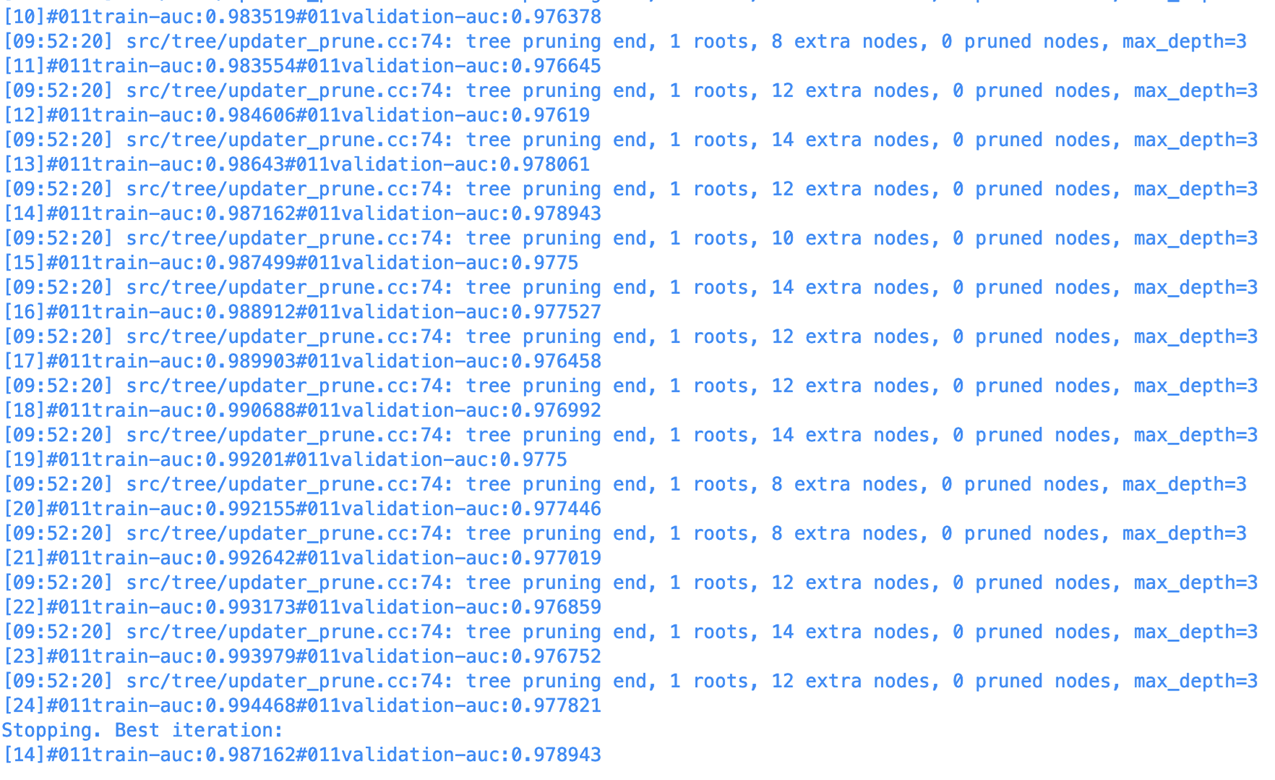 [10]#011train-auc:0.983519#011validation-auc:0.976378
[09:52:20] src/tree/updater_prune.cc:74: tree pruning end, 1 roots, 8 extra nodes, 0 pruned nodes, max_depth=3
[11]#011train-auc:0.983554#011validation-auc:0.976645
[09:52:20] src/tree/updater_prune.cc:74: tree pruning end, 1 roots, 12 extra nodes, 0 pruned nodes, max_depth=3
[12]#011train-auc:0.984606#011validation-auc:0.97619
[09:52:20] src/tree/updater_prune.cc:74: tree pruning end, 1 roots, 14 extra nodes, 0 pruned nodes, max_depth=3
[13]#011train-auc:0.98643#011validation-auc:0.978061
[09:52:20] src/tree/updater_prune.cc:74: tree pruning end, 1 roots, 12 extra nodes, 0 pruned nodes, max_depth=3
[14]#011train-auc:0.987162#011validation-auc:0.978943
[09:52:20] src/tree/updater_prune.cc:74: tree pruning end, 1 roots, 10 extra nodes, 0 pruned nodes, max_depth=3
[15]#011train-auc:0.987499#011validation-auc:0.9775
[09:52:20] src/tree/updater_prune.cc:74: tree pruning end, 1 roots, 14 extra nodes, 0 pruned nodes, max_depth=3
[16]#011train-auc:0.988912#011validation-auc:0.977527
[09:52:20] src/tree/updater_prune.cc:74: tree pruning end, 1 roots, 12 extra nodes, 0 pruned nodes, max_depth=3
[17]#011train-auc:0.989903#011validation-auc:0.976458
[09:52:20] src/tree/updater_prune.cc:74: tree pruning end, 1 roots, 12 extra nodes, 0 pruned nodes, max_depth=3
[18]#011train-auc:0.990688#011validation-auc:0.976992
[09:52:20] src/tree/updater_prune.cc:74: tree pruning end, 1 roots, 14 extra nodes, 0 pruned nodes, max_depth=3
[19]#011train-auc:0.99201#011validation-auc:0.9775
[09:52:20] src/tree/updater_prune.cc:74: tree pruning end, 1 roots, 8 extra nodes, 0 pruned nodes, max_depth=3
[20]#011train-auc:0.992155#011validation-auc:0.977446
[09:52:20] src/tree/updater_prune.cc:74: tree pruning end, 1 roots, 8 extra nodes, 0 pruned nodes, max_depth=3
[21]#011train-auc:0.992642#011validation-auc:0.977019
[09:52:20] src/tree/updater_prune.cc:74: tree pruning end, 1 roots, 12 extra nodes, 0 pruned nodes, max_depth=3
[22]#011train-auc:0.993173#011validation-auc:0.976859
[09:52:20] src/tree/updater_prune.cc:74: tree pruning end, 1 roots, 14 extra nodes, 0 pruned nodes, max_depth=3
[23]#011train-auc:0.993979#011validation-auc:0.976752
[09:52:20] src/tree/updater_prune.cc:74: tree pruning end, 1 roots, 12 extra nodes, 0 pruned nodes, max_depth=3
[24]#011train-auc:0.994468#011validation-auc:0.977821
Stopping. Best iteration:
[14]#011train-auc:0.987162#011validation-auc:0.978943